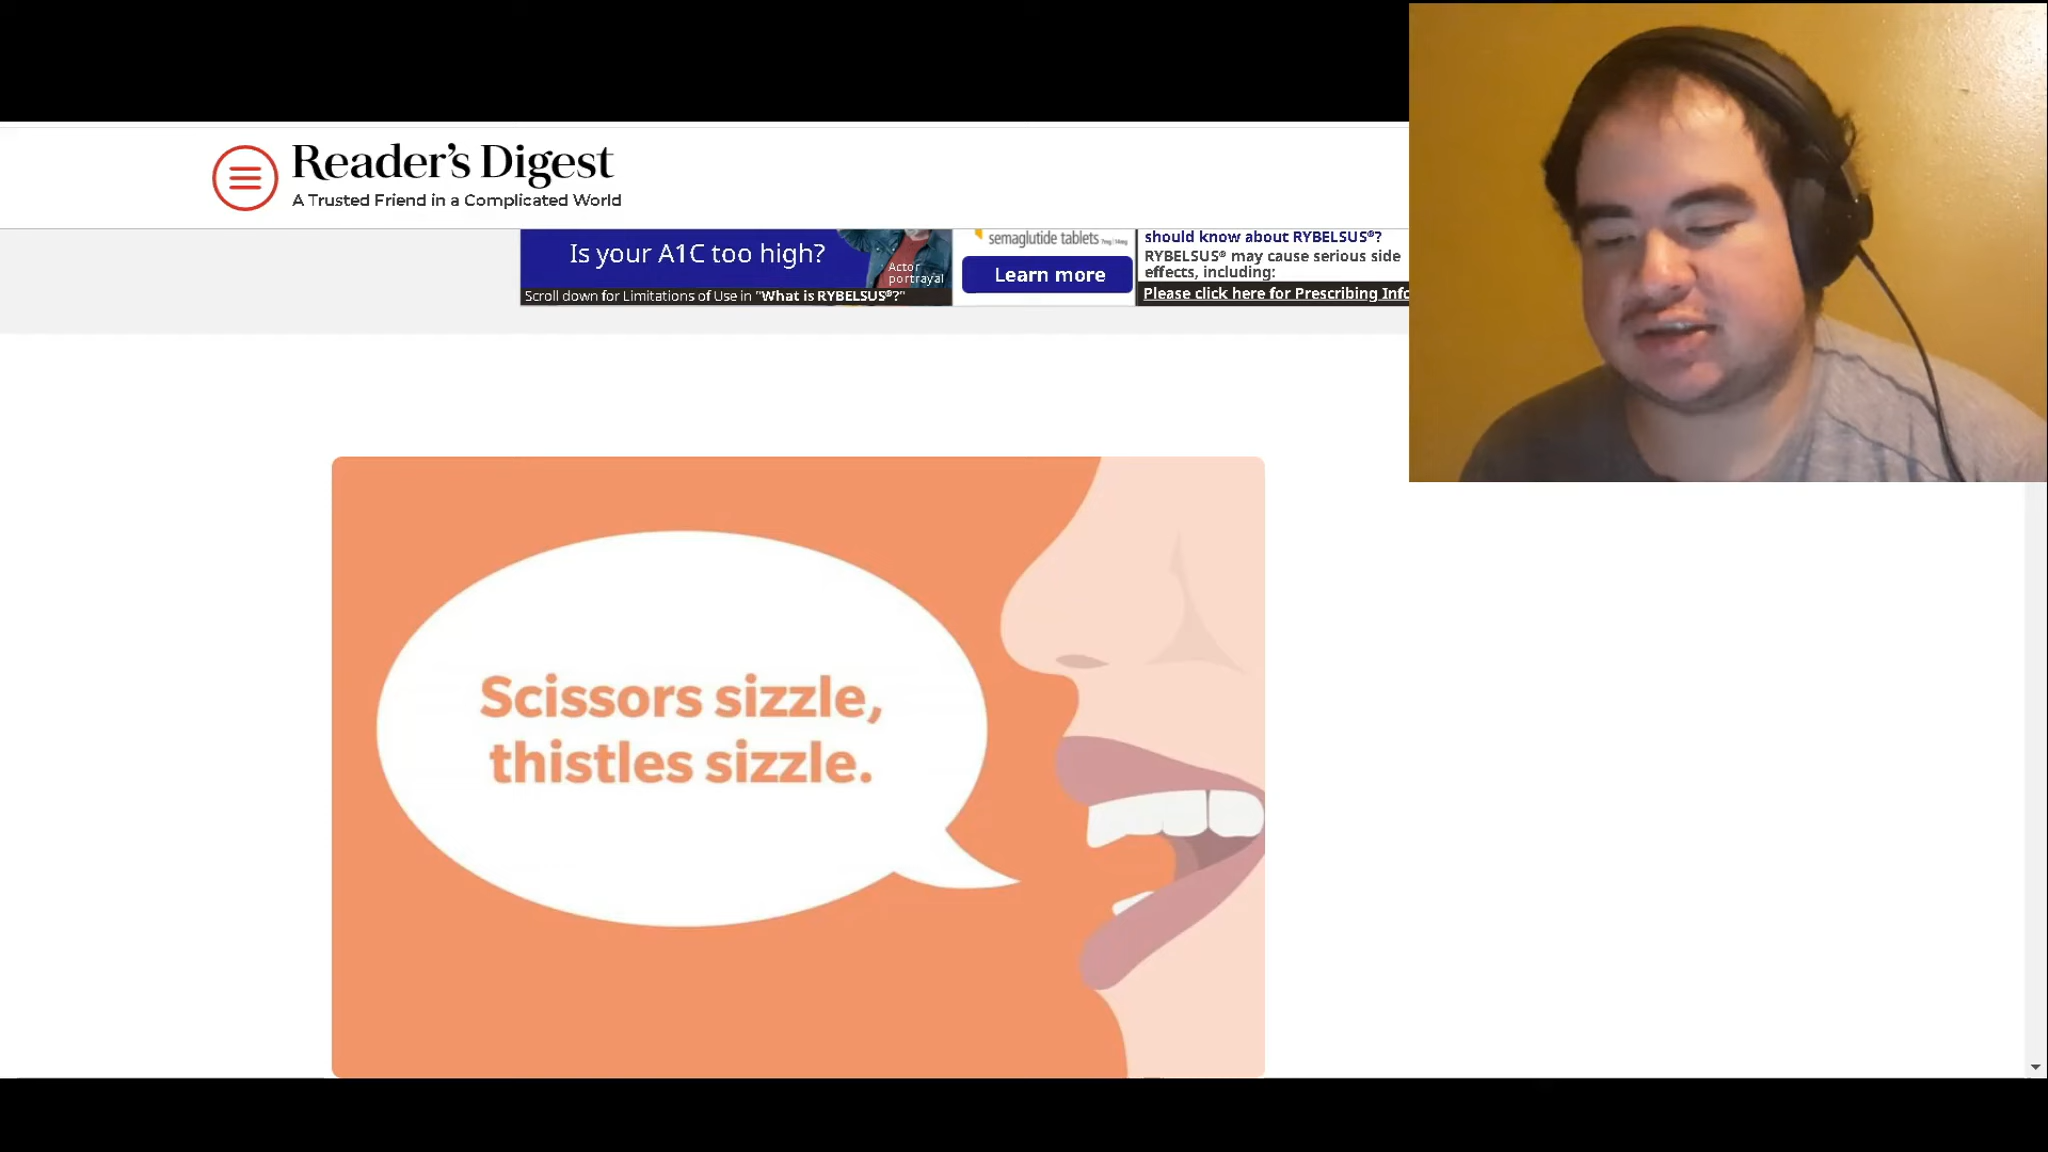 Reader's Digest
A Trusted Friend in a Complicated World
Is your A1C too high?
Actor
portrayal
Scroll down for Limitations of Use in "What is RYBELSUS®?"
semaglutide tablets 7mg/14mg
Learn more
should know about RYBELSUS®?
RYBELSUS® may cause serious side
effects, including:
Please click here for Prescribing Info
Scissors sizzle,
thistles sizzle.